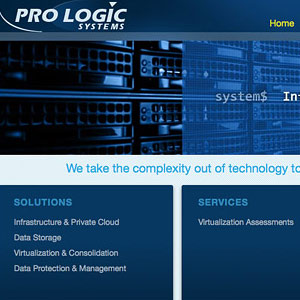 PRO LOGIC
SYSTEMS
Home
system$ In
We take the complexity out of technology to
SOLUTIONS
Infrastructure & Private Cloud
Data Storage
Virtualization & Consolidation
Data Protection & Management
SERVICES
Virtualization Assessments